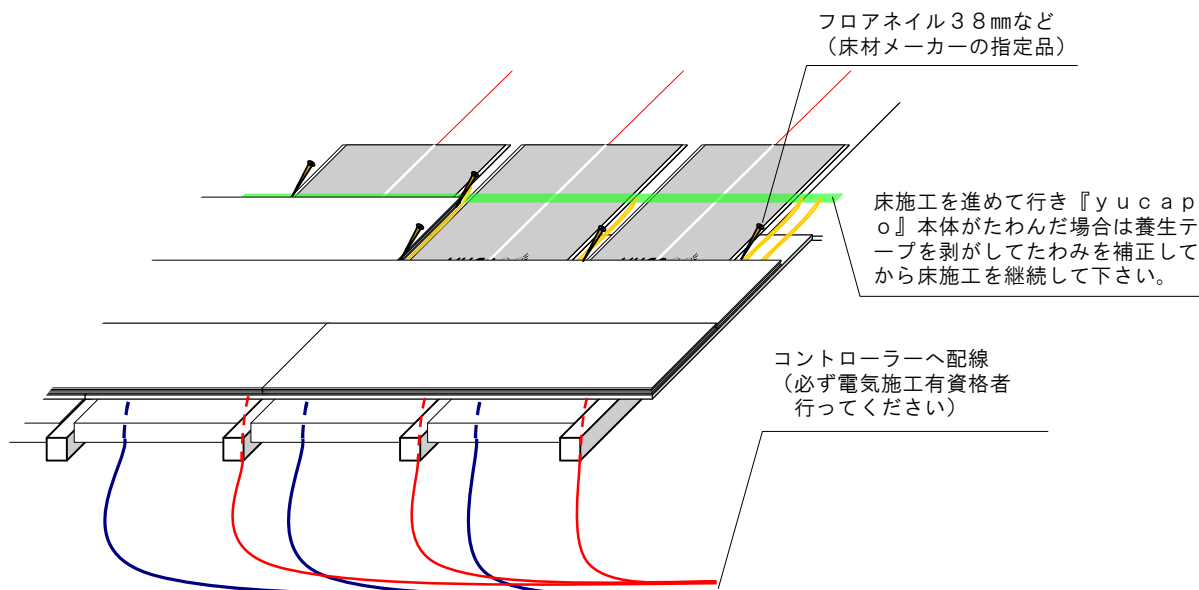 フロアネイル３８㎜など
（床材メーカーの指定品）
床施工を進めて行き『ｙｕｃａｐ
ｏ』本体がたわんだ場合は養生テ
ープを剥がしてたわみを補正して
から床施工を継続して下さい。
コントローラーへ配線
（必ず電気施工有資格者
行ってください）